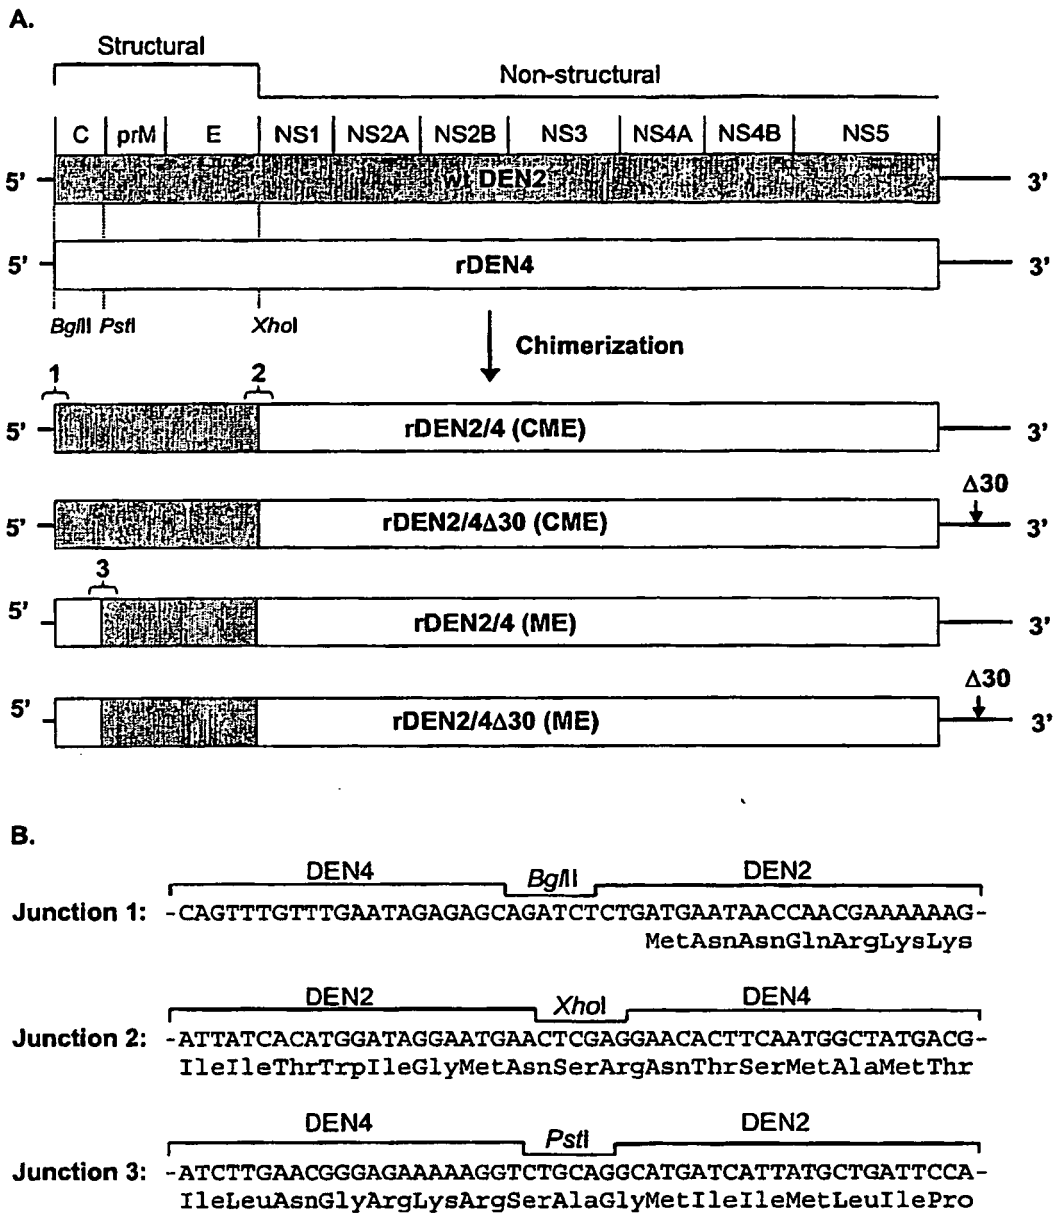 A.
Structural
Non-structural
C prM E NS1 NS2A NS2B NS3 NS4A NS4B NS5
5' wt DEN2 3'
5' rDEN4 3'
BglII PstI XhoI
Chimerization
1 2
5' rDEN2/4 (CME) 3'
Δ30
5' rDEN2/4Δ30 (CME) 3'
3
5' rDEN2/4 (ME) 3'
Δ30
5' rDEN2/4Δ30 (ME) 3'
B.
DEN4 BglII DEN2
Junction 1: -CAGTTTGTTTGAATAGAGAGCAGATCTCTGATGAATAACCAACGAAAAAAG-
MetAsnAsnGlnArgLysLys
DEN2 XhoI DEN4
Junction 2: -ATTATCACATGGATAGGAATGAACTCGAGGAACACTTCAATGGCTATGACG-
IleIleThrTrpIleGlyMetAsnSerArgAsnThrSerMetAlaMetThr
DEN4 PstI DEN2
Junction 3: -ATCTTGAACGGGAGAAAAAGGTCTGCAGGCATGATCATTATGCTGATTCCA-
IleLeuAsnGlyArgLysArgSerAlaGlyMetIleIleMetLeuIlePro